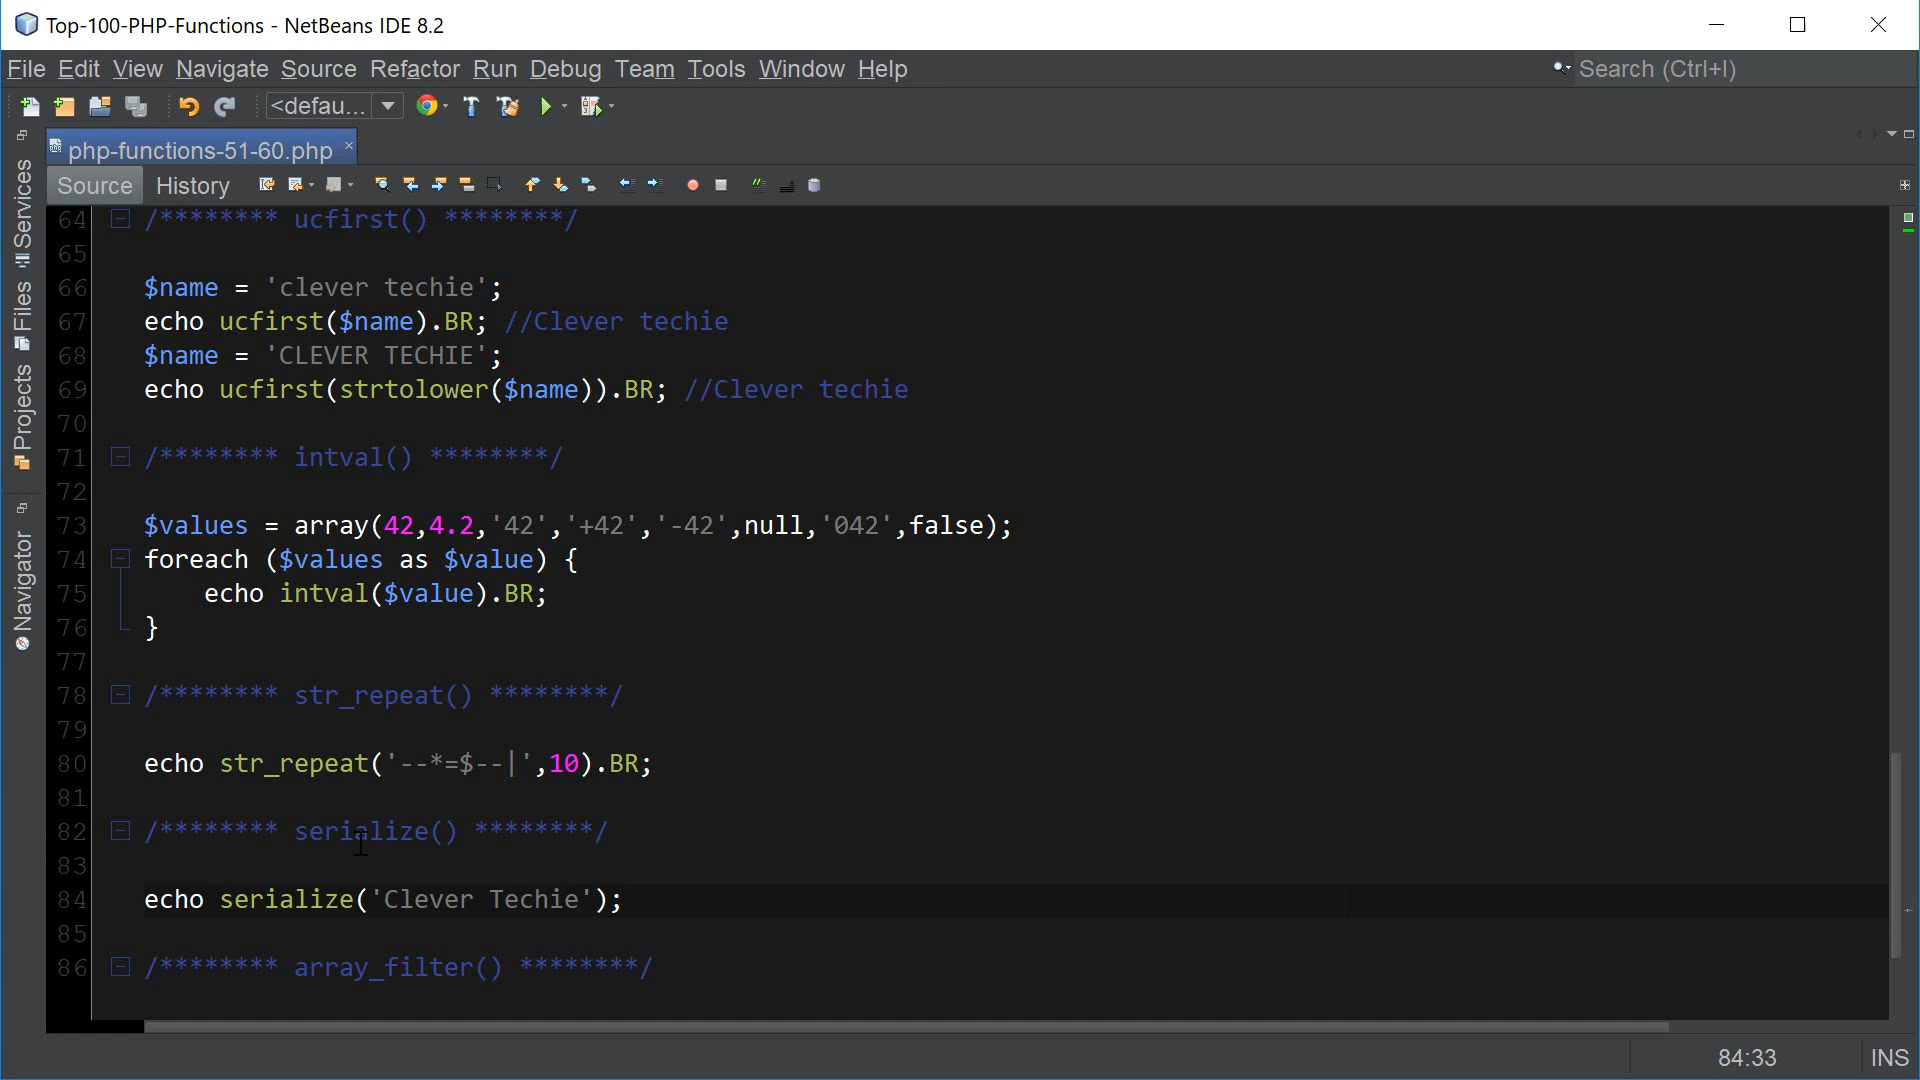 Top-100-PHP-Functions - NetBeans IDE 8.2
File Edit View Navigate Source Refactor Run Debug Team Tools Window Help
Search (Ctrl+I)
<defau...
php-functions-51-60.php
Source History
Services
Files
Projects
Navigator
64 /******** ucfirst() ********/
65
66 $name = 'clever techie';
67 echo ucfirst($name).BR; //Clever techie
68 $name = 'CLEVER TECHIE';
69 echo ucfirst(strtolower($name)).BR; //Clever techie
70
71 /******** intval() ********/
72
73 $values = array(42,4.2,'42','+42','-42',null,'042',false);
74 foreach ($values as $value) {
75 echo intval($value).BR;
76 }
77
78 /******** str_repeat() ********/
79
80 echo str_repeat('--*=$--|',10).BR;
81
82 /******** serialize() ********/
83
84 echo serialize('Clever Techie');
85
86 /******** array_filter() ********/
84:33 INS